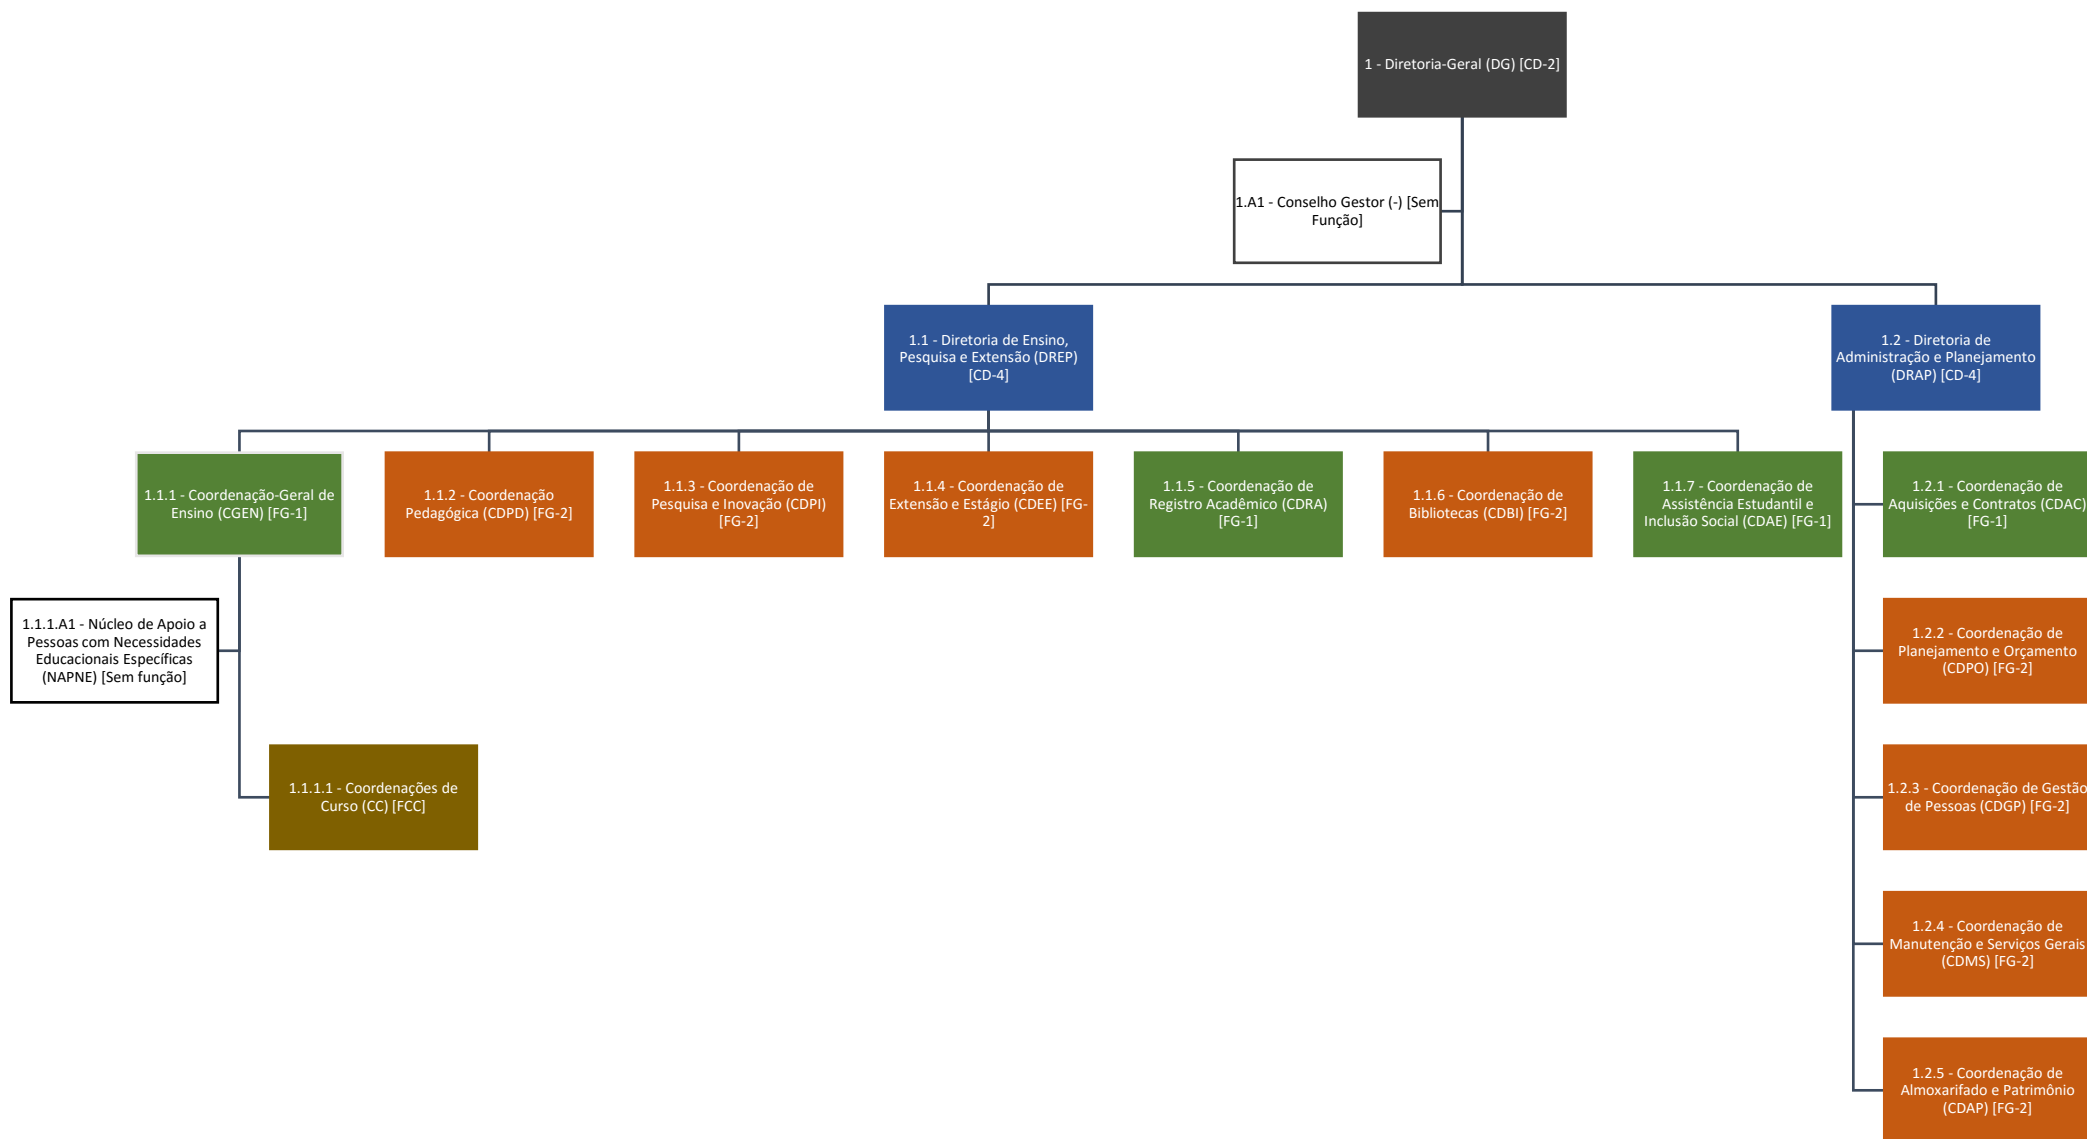 1 - Diretoria-Geral (DG) [CD-2]
1.A1 - Conselho Gestor (-) [Sem
Função]
1.1 - Diretoria de Ensino,
Pesquisa e Extensão (DREP)
[CD-4]
1.2 - Diretoria de
Administração e Planejamento
(DRAP) [CD-4]
1.1.1 - Coordenação-Geral de
Ensino (CGEN) [FG-1]
1.1.2 - Coordenação
Pedagógica (CDPD) [FG-2]
1.1.3 - Coordenação de
Pesquisa e Inovação (CDPI)
[FG-2]
1.1.4 - Coordenação de
Extensão e Estágio (CDEE) [FG-
2]
1.1.5 - Coordenação de
Registro Acadêmico (CDRA)
[FG-1]
1.1.6 - Coordenação de
Bibliotecas (CDBI) [FG-2]
1.1.7 - Coordenação de
Assistência Estudantil e
Inclusão Social (CDAE) [FG-1]
1.2.1 - Coordenação de
Aquisições e Contratos (CDAC)
[FG-1]
1.1.1.A1 - Núcleo de Apoio a
Pessoas com Necessidades
Educacionais Específicas
(NAPNE) [Sem função]
1.2.2 - Coordenação de
Planejamento e Orçamento
(CDPO) [FG-2]
1.1.1.1 - Coordenações de
Curso (CC) [FCC]
1.2.3 - Coordenação de Gestão
de Pessoas (CDGP) [FG-2]
1.2.4 - Coordenação de
Manutenção e Serviços Gerais
(CDMS) [FG-2]
1.2.5 - Coordenação de
Almoxarifado e Patrimônio
(CDAP) [FG-2]